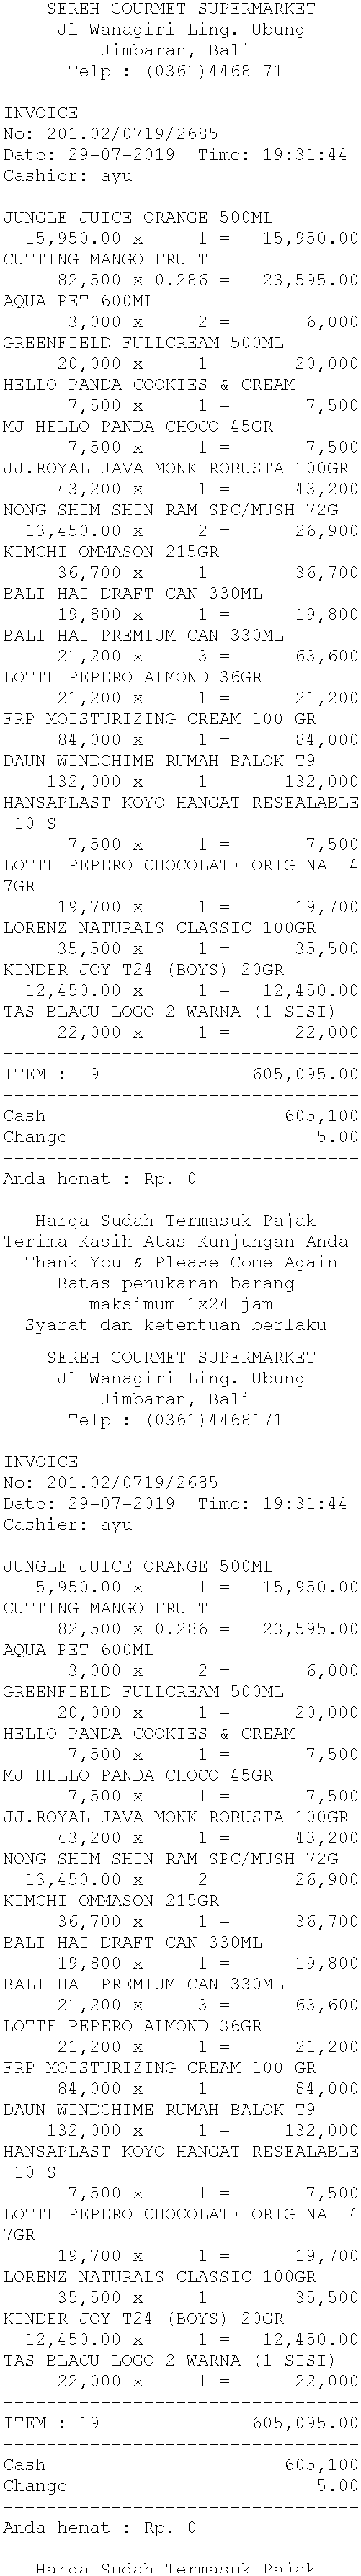 SEREH GOURMET SUPERMARKET
Jl Wanagiri Ling. Ubung
Jimbaran, Bali
Telp : (0361)4468171
INVOICE
No: 201.02/0719/2685
Date: 29-07-2019  Time: 19:31:44
Cashier: ayu
---------------------------------
JUNGLE JUICE ORANGE 500ML
15,950.00 x     1 =   15,950.00
CUTTING MANGO FRUIT
82,500 x 0.286 =   23,595.00
AQUA PET 600ML
3,000 x     2 =       6,000
GREENFIELD FULLCREAM 500ML
20,000 x     1 =      20,000
HELLO PANDA COOKIES & CREAM
7,500 x     1 =       7,500
MJ HELLO PANDA CHOCO 45GR
7,500 x     1 =       7,500
JJ.ROYAL JAVA MONK ROBUSTA 100GR
43,200 x     1 =      43,200
NONG SHIM SHIN RAM SPC/MUSH 72G
13,450.00 x     2 =      26,900
KIMCHI OMMASON 215GR
36,700 x     1 =      36,700
BALI HAI DRAFT CAN 330ML
19,800 x     1 =      19,800
BALI HAI PREMIUM CAN 330ML
21,200 x     3 =      63,600
LOTTE PEPERO ALMOND 36GR
21,200 x     1 =      21,200
FRP MOISTURIZING CREAM 100 GR
84,000 x     1 =      84,000
DAUN WINDCHIME RUMAH BALOK T9
132,000 x     1 =     132,000
HANSAPLAST KOYO HANGAT RESEALABLE
10 S
7,500 x     1 =       7,500
LOTTE PEPERO CHOCOLATE ORIGINAL 4
7GR
19,700 x     1 =      19,700
LORENZ NATURALS CLASSIC 100GR
35,500 x     1 =      35,500
KINDER JOY T24 (BOYS) 20GR
12,450.00 x     1 =   12,450.00
TAS BLACU LOGO 2 WARNA (1 SISI)
22,000 x     1 =      22,000
---------------------------------
ITEM : 19              605,095.00
---------------------------------
Cash                      605,100
Change                       5.00
---------------------------------
Anda hemat : Rp. 0
---------------------------------
Harga Sudah Termasuk Pajak
Terima Kasih Atas Kunjungan Anda
Thank You & Please Come Again
Batas penukaran barang
maksimum 1x24 jam
Syarat dan ketentuan berlaku
SEREH GOURMET SUPERMARKET
Jl Wanagiri Ling. Ubung
Jimbaran, Bali
Telp : (0361)4468171
INVOICE
No: 201.02/0719/2685
Date: 29-07-2019  Time: 19:31:44
Cashier: ayu
---------------------------------
JUNGLE JUICE ORANGE 500ML
15,950.00 x     1 =   15,950.00
CUTTING MANGO FRUIT
82,500 x 0.286 =   23,595.00
AQUA PET 600ML
3,000 x     2 =       6,000
GREENFIELD FULLCREAM 500ML
20,000 x     1 =      20,000
HELLO PANDA COOKIES & CREAM
7,500 x     1 =       7,500
MJ HELLO PANDA CHOCO 45GR
7,500 x     1 =       7,500
JJ.ROYAL JAVA MONK ROBUSTA 100GR
43,200 x     1 =      43,200
NONG SHIM SHIN RAM SPC/MUSH 72G
13,450.00 x     2 =      26,900
KIMCHI OMMASON 215GR
36,700 x     1 =      36,700
BALI HAI DRAFT CAN 330ML
19,800 x     1 =      19,800
BALI HAI PREMIUM CAN 330ML
21,200 x     3 =      63,600
LOTTE PEPERO ALMOND 36GR
21,200 x     1 =      21,200
FRP MOISTURIZING CREAM 100 GR
84,000 x     1 =      84,000
DAUN WINDCHIME RUMAH BALOK T9
132,000 x     1 =     132,000
HANSAPLAST KOYO HANGAT RESEALABLE
10 S
7,500 x     1 =       7,500
LOTTE PEPERO CHOCOLATE ORIGINAL 4
7GR
19,700 x     1 =      19,700
LORENZ NATURALS CLASSIC 100GR
35,500 x     1 =      35,500
KINDER JOY T24 (BOYS) 20GR
12,450.00 x     1 =   12,450.00
TAS BLACU LOGO 2 WARNA (1 SISI)
22,000 x     1 =      22,000
---------------------------------
ITEM : 19              605,095.00
---------------------------------
Cash                      605,100
Change                       5.00
---------------------------------
Anda hemat : Rp. 0
---------------------------------
Harga Sudah Termasuk Pajak